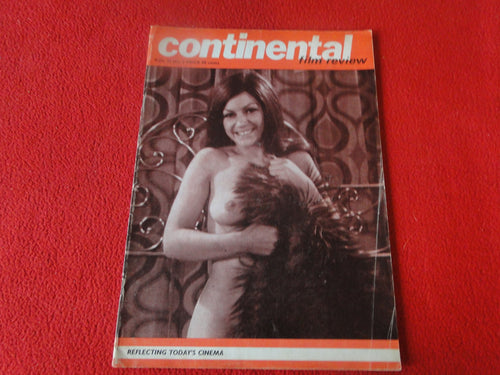 continental
film review
REFLECTING TODAY'S CINEMA